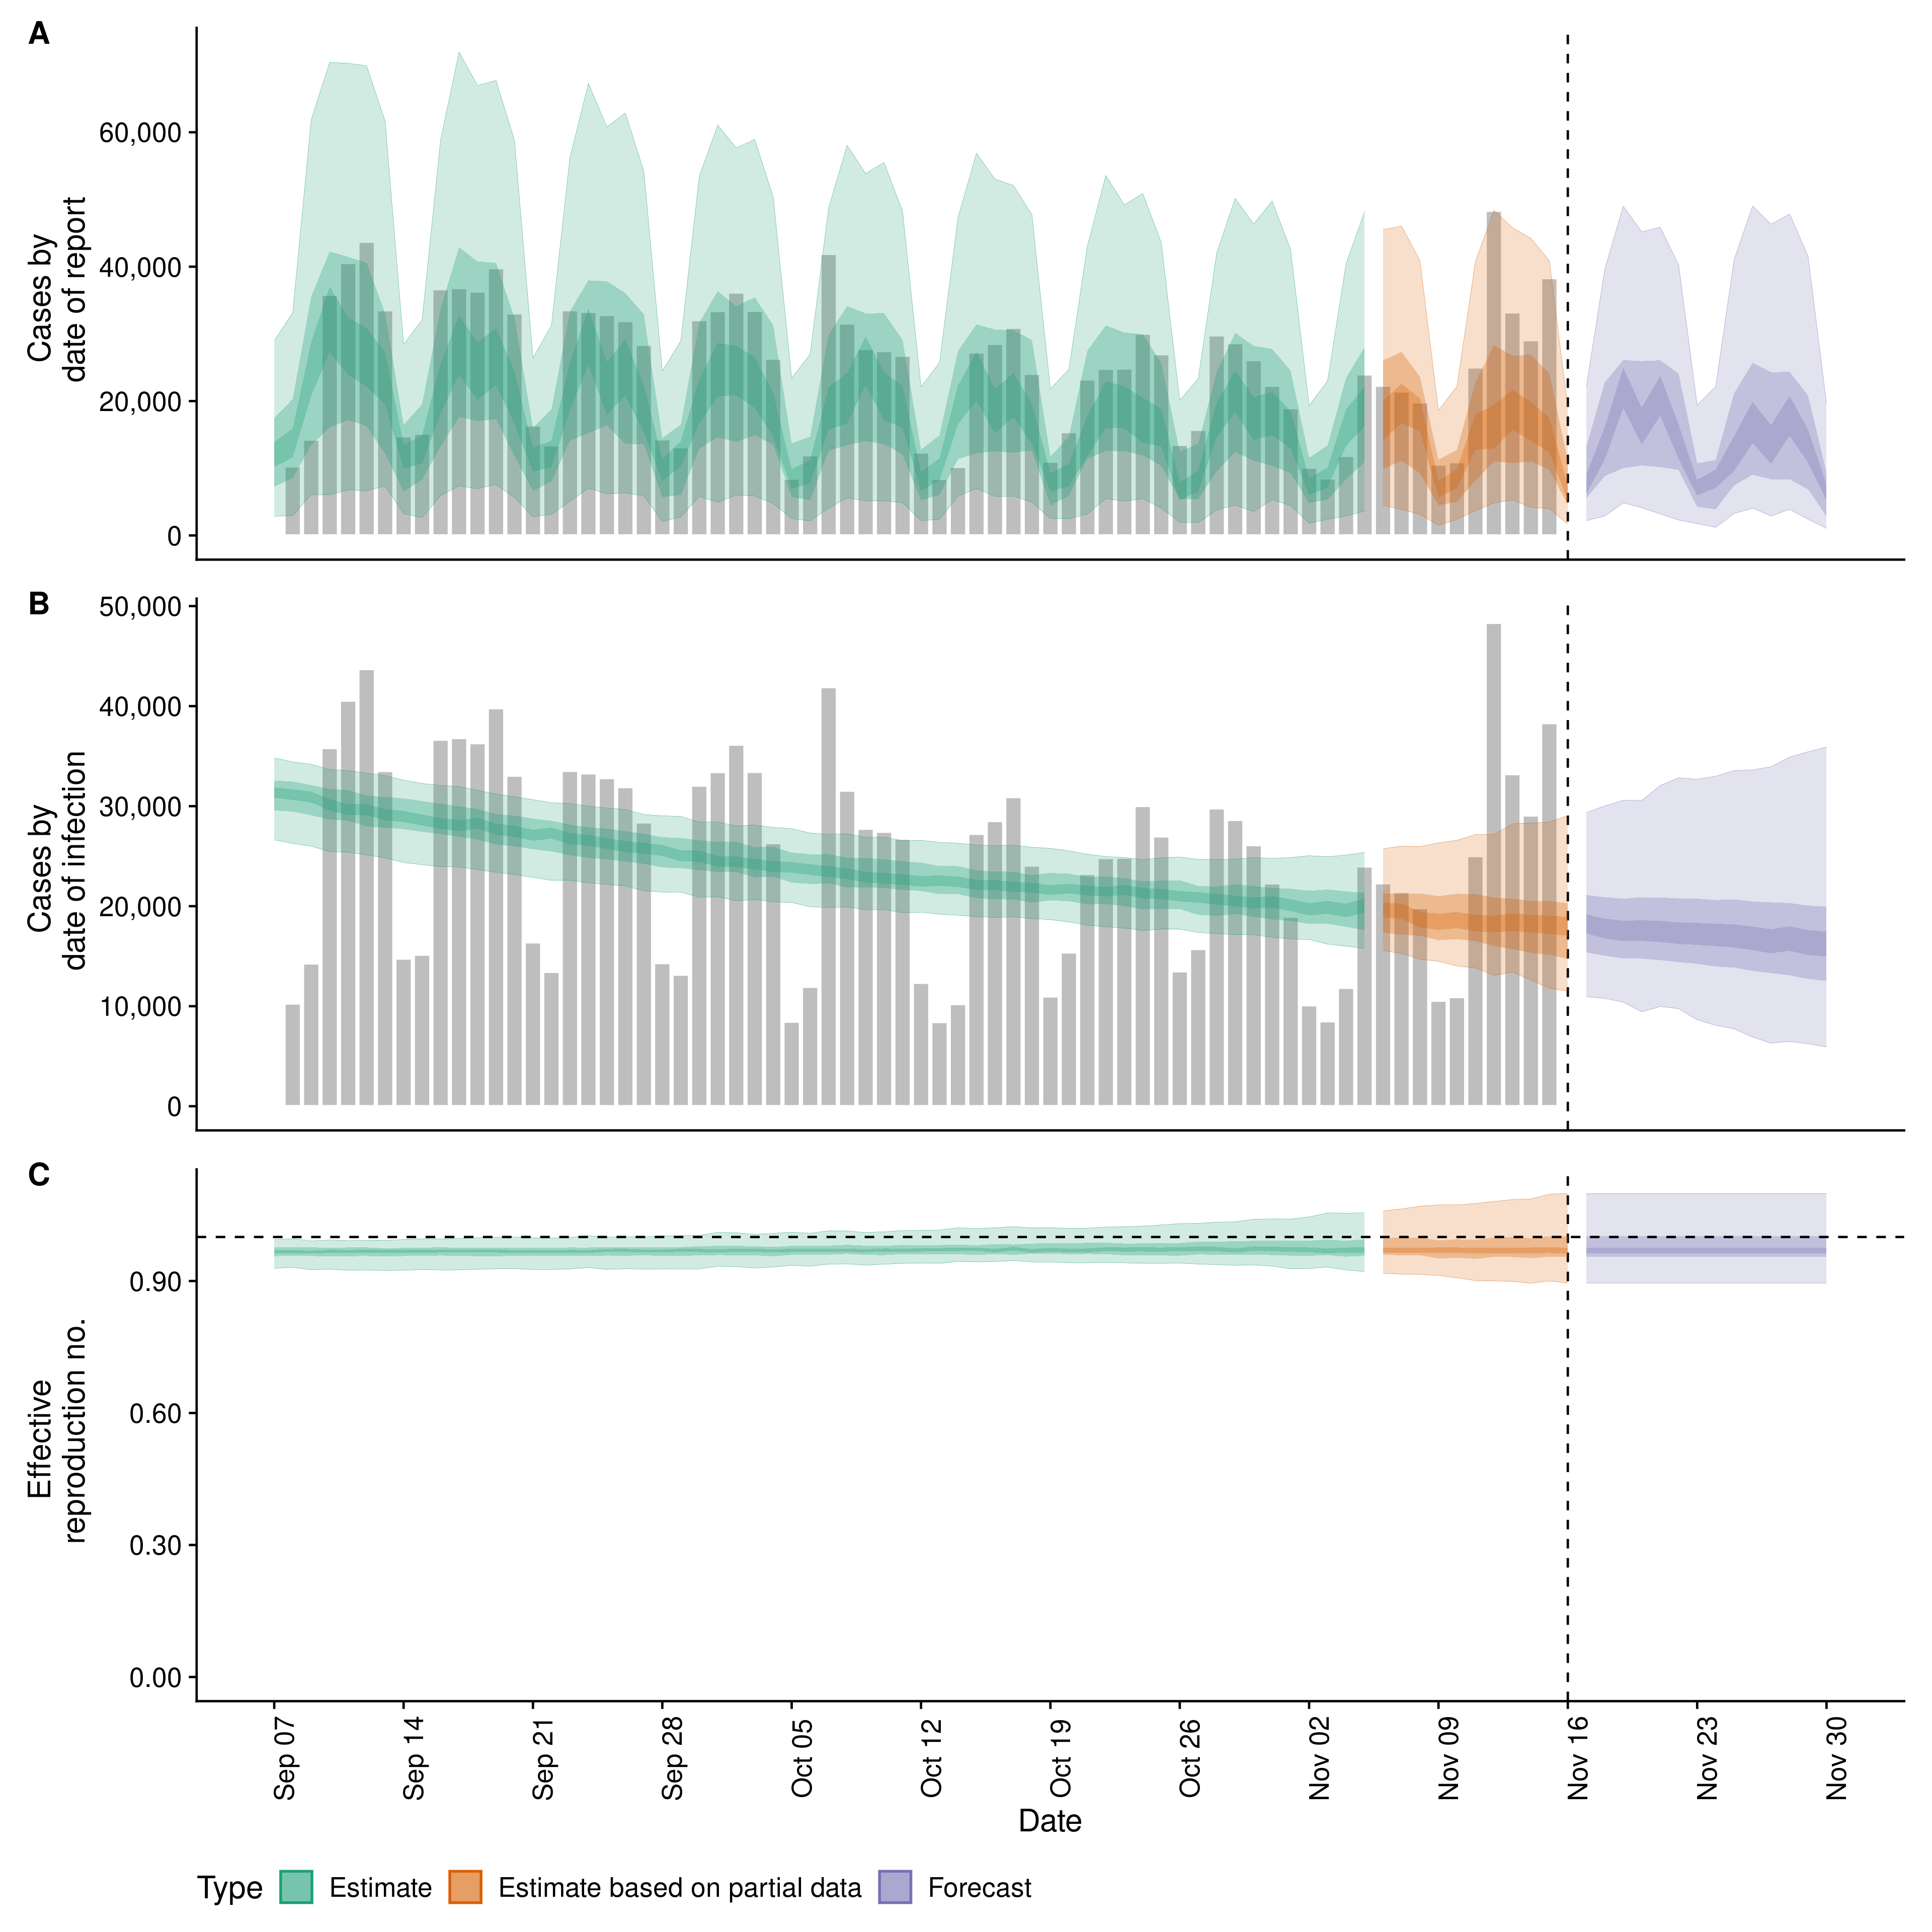 A
Cases by
date of report
60,000
40,000
20,000
0
B
Cases by
date of infection
50,000
40,000
30,000
20,000
10,000
0
C
Effective
reproduction no.
0.90
0.60
0.30
0.00
Sep 07
Sep 14
Sep 21
Sep 28
Oct 05
Oct 12
Oct 19
Oct 26
Nov 02
Nov 09
Nov 16
Nov 23
Nov 30
Date
Type Estimate Estimate based on partial data Forecast